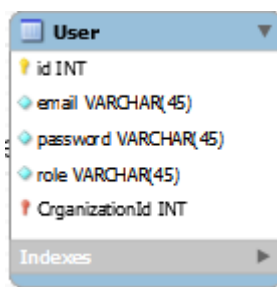 User
id INT
email VARCHAR(45)
password VARCHAR(45)
role VARCHAR(45)
CrganizationId INT
Indexes